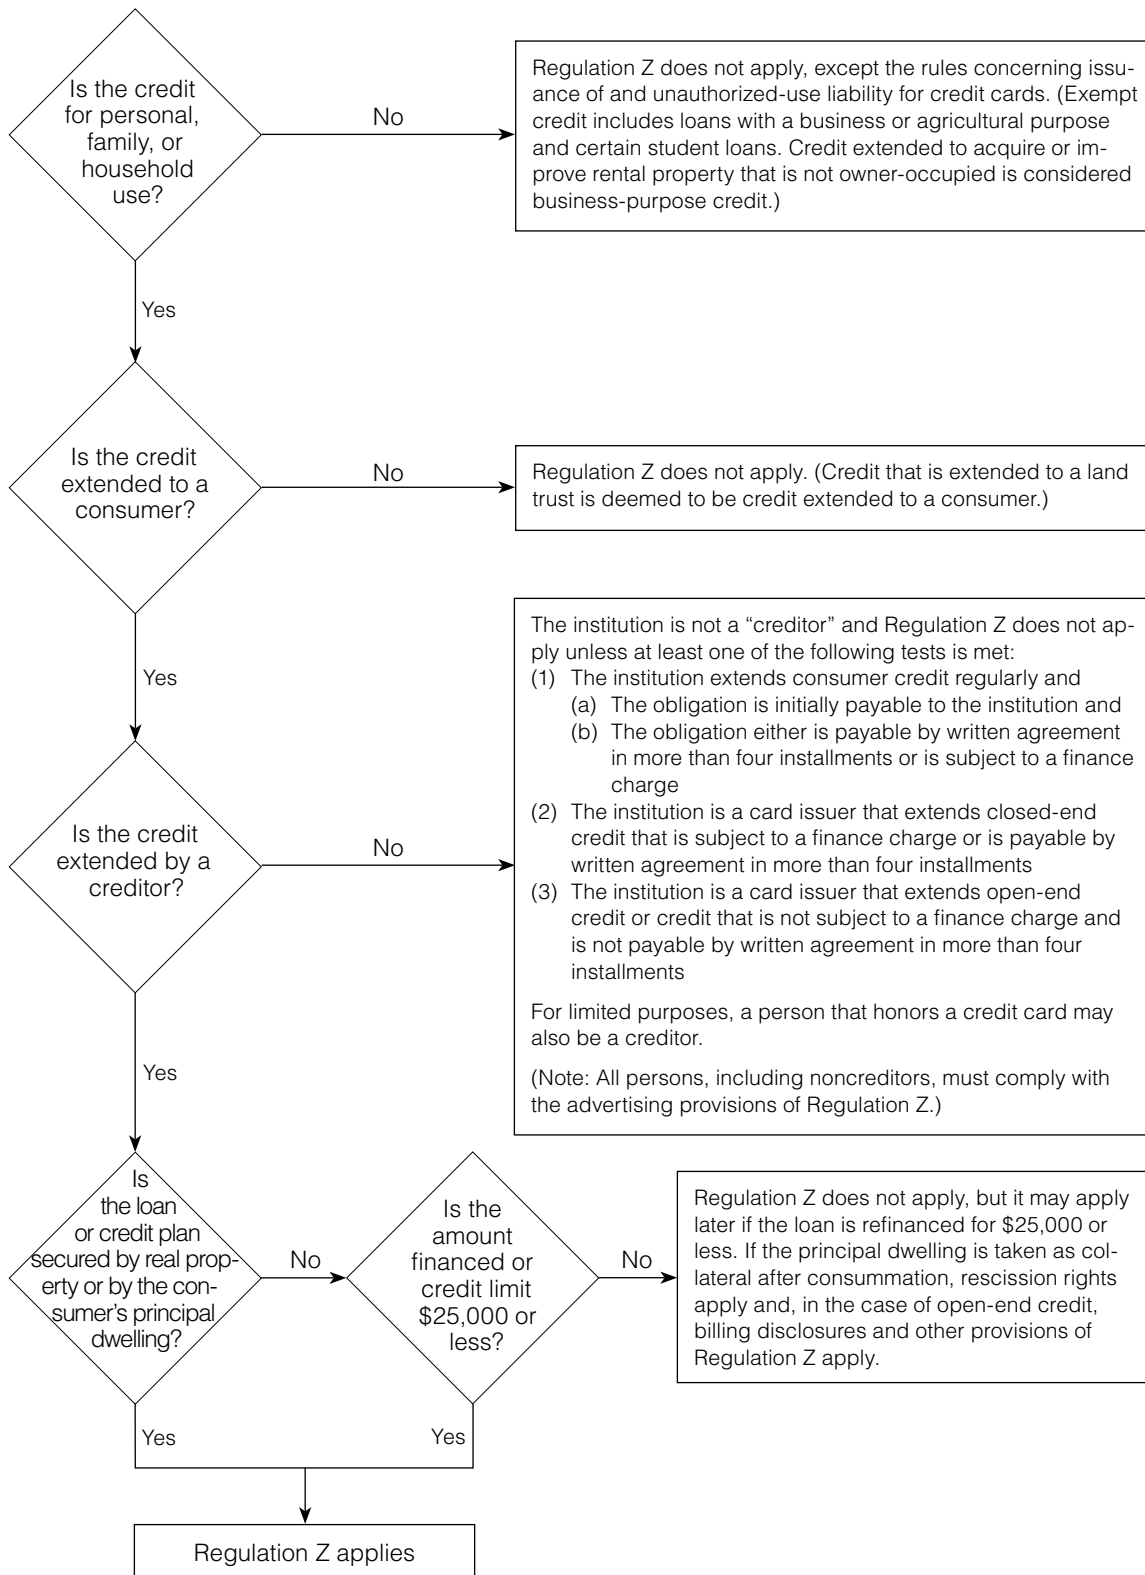 Is the credit
for personal,
family, or
household
use?
No
Regulation Z does not apply, except the rules concerning issu-
ance of and unauthorized-use liability for credit cards. (Exempt
credit includes loans with a business or agricultural purpose
and certain student loans. Credit extended to acquire or im-
prove rental property that is not owner-occupied is considered
business-purpose credit.)
Yes
Is the credit
extended to a
consumer?
No
Regulation Z does not apply. (Credit that is extended to a land
trust is deemed to be credit extended to a consumer.)
Yes
Is the credit
extended by a
creditor?
No
The institution is not a “creditor” and Regulation Z does not ap-
ply unless at least one of the following tests is met:
(1) The institution extends consumer credit regularly and
(a) The obligation is initially payable to the institution and
(b) The obligation either is payable by written agreement
in more than four installments or is subject to a finance
charge
(2) The institution is a card issuer that extends closed-end
credit that is subject to a finance charge or is payable by
written agreement in more than four installments
(3) The institution is a card issuer that extends open-end
credit or credit that is not subject to a finance charge and
is not payable by written agreement in more than four
installments
For limited purposes, a person that honors a credit card may
also be a creditor.
(Note: All persons, including noncreditors, must comply with
the advertising provisions of Regulation Z.)
Yes
Is
the loan
or credit plan
secured by real prop-
erty or by the con-
sumer’s principal
dwelling?
No
Is the
amount
financed or
credit limit
$25,000 or
less?
No
Regulation Z does not apply, but it may apply
later if the loan is refinanced for $25,000 or
less. If the principal dwelling is taken as col-
lateral after consummation, rescission rights
apply and, in the case of open-end credit,
billing disclosures and other provisions of
Regulation Z apply.
Yes
Yes
Regulation Z applies